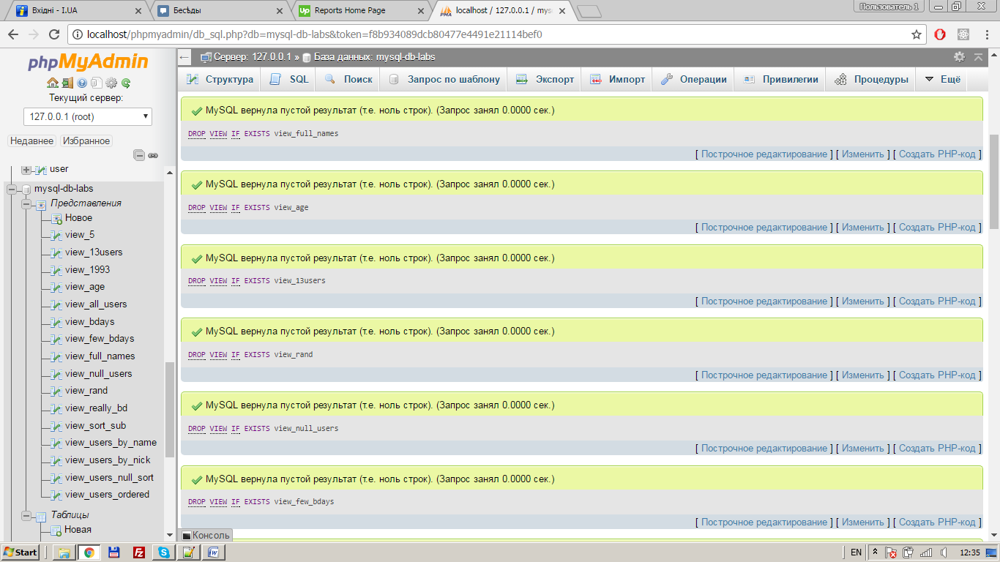 Вхідні - I.UA
Бесѣды
Reports Home Page
localhost / 127.0.0.1 / mys
Пользователь 1
localhost/phpmyadmin/db_sql.php?db=mysql-db-labs&token=f8b934089dcb80477e4491e21114bef0
phpMyAdmin
Текущий сервер:
127.0.0.1 (root)
Недавнее Избранное
user
mysql-db-labs
Представления
Новое
view_5
view_13users
view_1993
view_age
view_all_users
view_bdays
view_few_bdays
view_full_names
view_null_users
view_rand
view_really_bd
view_sort_sub
view_users_by_name
view_users_by_nick
view_users_null_sort
view_users_ordered
Таблицы
Новая
Сервер: 127.0.0.1 » База данных: mysql-db-labs
Структура SQL Поиск Запрос по шаблону Экспорт Импорт Операции Привилегии Процедуры Ещё
MySQL вернула пустой результат (т.е. ноль строк). (Запрос занял 0.0000 сек.)
DROP VIEW IF EXISTS view_full_names
[ Построчное редактирование ] [ Изменить ] [ Создать PHP-код ]
MySQL вернула пустой результат (т.е. ноль строк). (Запрос занял 0.0000 сек.)
DROP VIEW IF EXISTS view_age
[ Построчное редактирование ] [ Изменить ] [ Создать PHP-код ]
MySQL вернула пустой результат (т.е. ноль строк). (Запрос занял 0.0000 сек.)
DROP VIEW IF EXISTS view_13users
[ Построчное редактирование ] [ Изменить ] [ Создать PHP-код ]
MySQL вернула пустой результат (т.е. ноль строк). (Запрос занял 0.0000 сек.)
DROP VIEW IF EXISTS view_rand
[ Построчное редактирование ] [ Изменить ] [ Создать PHP-код ]
MySQL вернула пустой результат (т.е. ноль строк). (Запрос занял 0.0000 сек.)
DROP VIEW IF EXISTS view_null_users
[ Построчное редактирование ] [ Изменить ] [ Создать PHP-код ]
MySQL вернула пустой результат (т.е. ноль строк). (Запрос занял 0.0000 сек.)
DROP VIEW IF EXISTS view_few_bdays
[ Построчное редактирование ] [ Изменить ] [ Создать PHP-код ]
Консоль
Start
EN
12:35